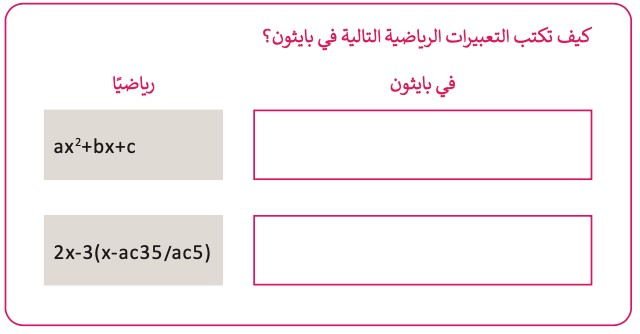 كيف تكتب التعبيرات الرياضية التالية في بايثون؟
في بايثون
رياضيًا
ax²+bx+c
2x-3(x-ac35/ac5)